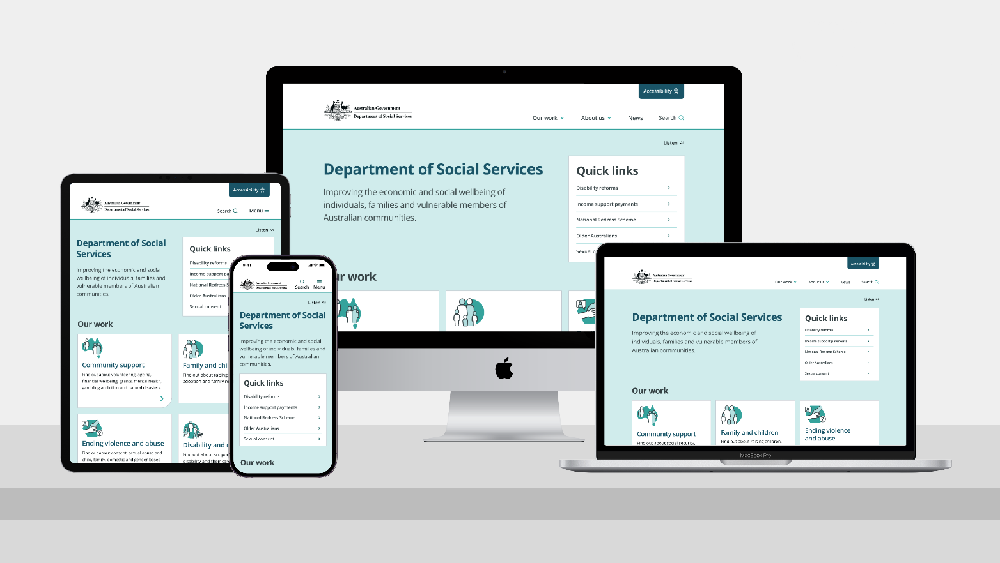 Accessibility
Australian Government
Department of Social Services
Our work
About us
News
Search
Listen
Department of Social Services
Improving the economic and social wellbeing of
individuals, families and vulnerable members of
Australian communities.
Quick links
Disability reforms
Income support payments
National Redress Scheme
Older Australians
Sexual c
ur work
Accessibility
Australian Government
Department of Social Services
Search
Menu
Listen
Department of Social
Services
Improving the economic and social
wellbeing of individuals, families and
vulnerable members of Australian
communities.
Quick links
Disability reforms
Income support pa
National Redress S
Older Australians
Sexual consent
Our work
Community support
Find out about volunteering, ageing,
financial wellbeing, grants, mental health,
gambling addiction and natural disasters.
Family and chil
Find out about raising
adoption and family re
Ending violence and abuse
Find out about consent, sexual abuse and
child, family, domestic and gender-based
Disability and c
Find out about suppor
disability and their care
9:41
Australian Government
Department of Social Services
Search
Menu
Listen
Department of Social
Services
Improving the economic and social
wellbeing of individuals, families and
vulnerable members of Australian
communities.
Quick links
Disability reforms
Income support payments
National Redress Scheme
Older Australians
Sexual consent
Our work
Accessibility
Australian Government
Department of Social Services
Our work
About us
News
Search
Listen
Department of Social Services
Improving the economic and social wellbeing of
individuals, families and vulnerable members of
Australian communities.
Quick links
Disability reforms
Income support payments
National Redress Scheme
Older Australians
Sexual consent
Our work
Community support
Find out about social security,
Family and children
Find out about raising children,
Ending violence
and abuse
MacBook Pro